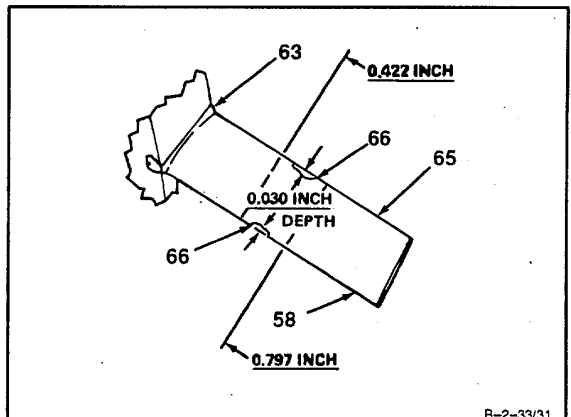 63
0.422 INCH
66
65
0.030 INCH
DEPTH
66
58
0.797 INCH
B-2-33/31